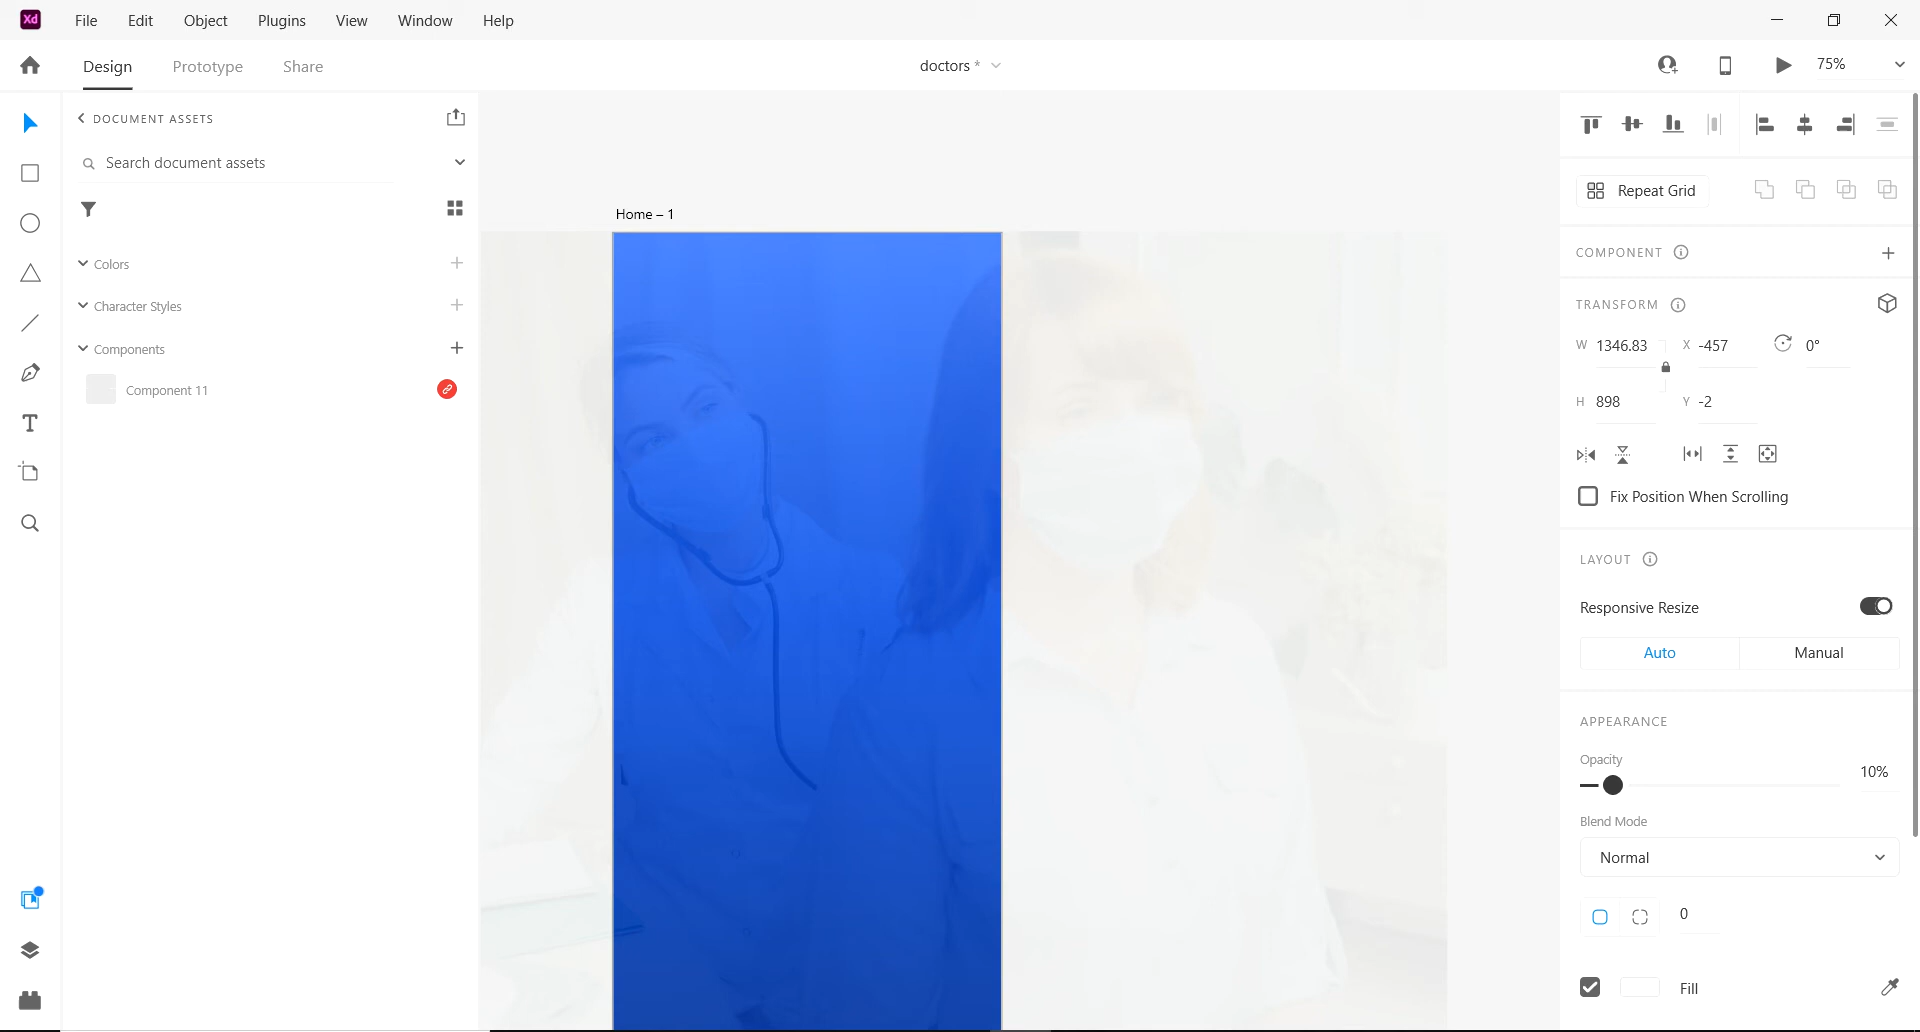 Xd File Edit Object Plugins View Window Help
Design Prototype Share doctors * 75%
DOCUMENT ASSETS
Search document assets
Colors
Character Styles
Components
Component 11
Home – 1
Repeat Grid
COMPONENT
TRANSFORM
W 1346.83 X -457 0°
H 898 Y -2
Fix Position When Scrolling
LAYOUT
Responsive Resize
Auto Manual
APPEARANCE
Opacity
10%
Blend Mode
Normal
0
Fill